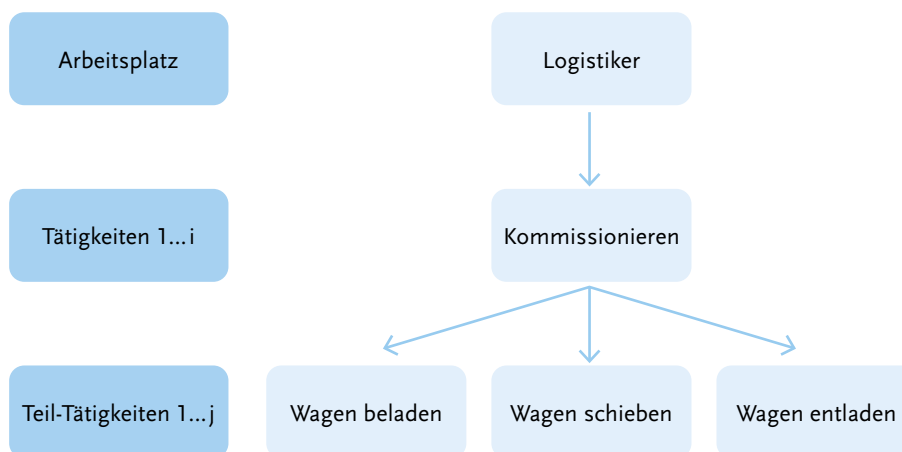 Arbeitsplatz
Logistiker
Tätigkeiten 1…i
Kommissionieren
Teil-Tätigkeiten 1…j
Wagen beladen
Wagen schieben
Wagen entladen